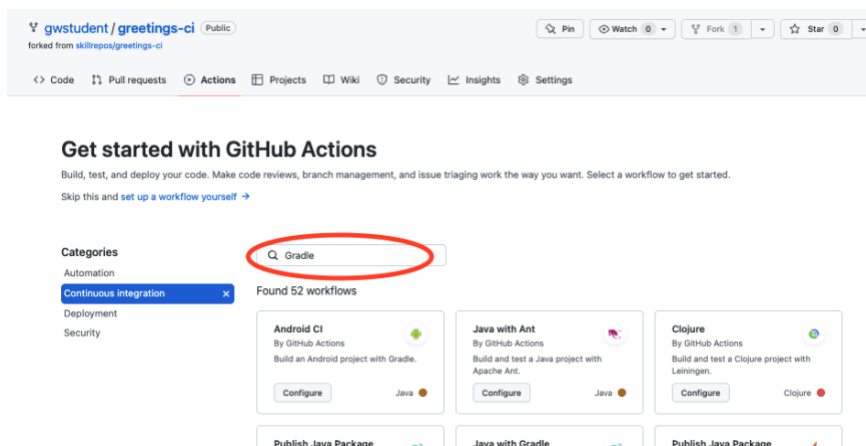 gwstudent / greetings-ci Public
Pin Watch 0 Fork 1 Star 0
forked from skillrepos/greetings-ci
Code Pull requests Actions Projects Wiki Security Insights Settings
Get started with GitHub Actions
Build, test, and deploy your code. Make code reviews, branch management, and issue triaging work the way you want. Select a workflow to get started.
Skip this and set up a workflow yourself →
Categories
Automation
Continuous integration ×
Deployment
Security
Gradle
Found 52 workflows
Android CI
By GitHub Actions
Build an Android project with Gradle.
Configure Java
Java with Ant
By GitHub Actions
Build and test a Java project with
Apache Ant.
Configure Java
Clojure
By GitHub Actions
Build and test a Clojure project with
Leiningen.
Configure Clojure
Publish Java Package
Java with Gradle
Publish Java Package